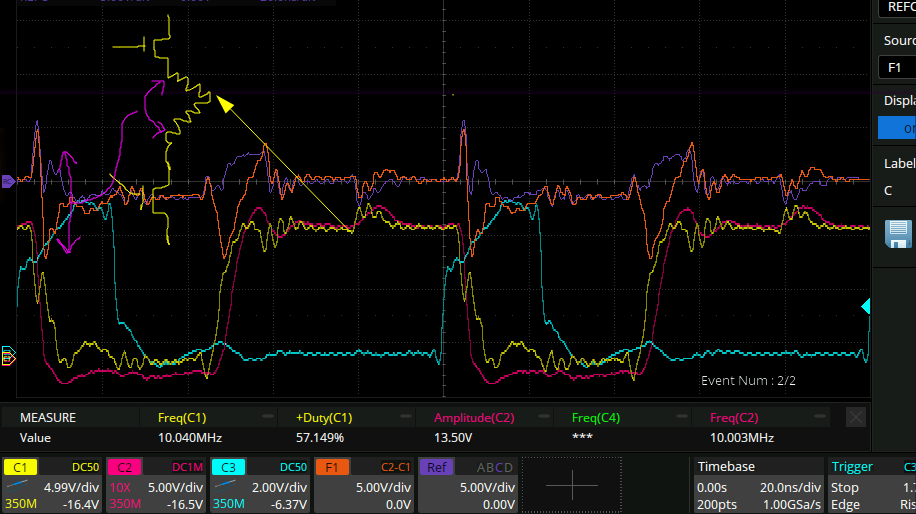 REFC
Sourc
F1
Displa
Label
C
Event Num : 2/2
MEASURE Freq(C1) +Duty(C1) Amplitude(C2) Freq(C4) Freq(C2)
Value 10.040MHz 57.149% 13.50V *** 10.003MHz
C1 DC50 C2 DC1M C3 DC50 F1 C2-C1 Ref ABCD Timebase Trigger C3
4.99V/div 10X 5.00V/div 2.00V/div 5.00V/div 5.00V/div 0.00s 20.0ns/div Stop 1.7
350M -16.4V 350M -16.5V 350M -6.37V 0.0V 0.00V 200pts 1.00GSa/s Edge Ris